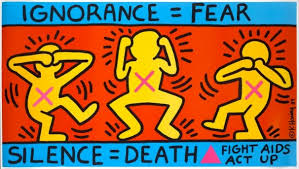 IGNORANCE = FEAR
SILENCE = DEATH
FIGHT AIDS
ACT UP